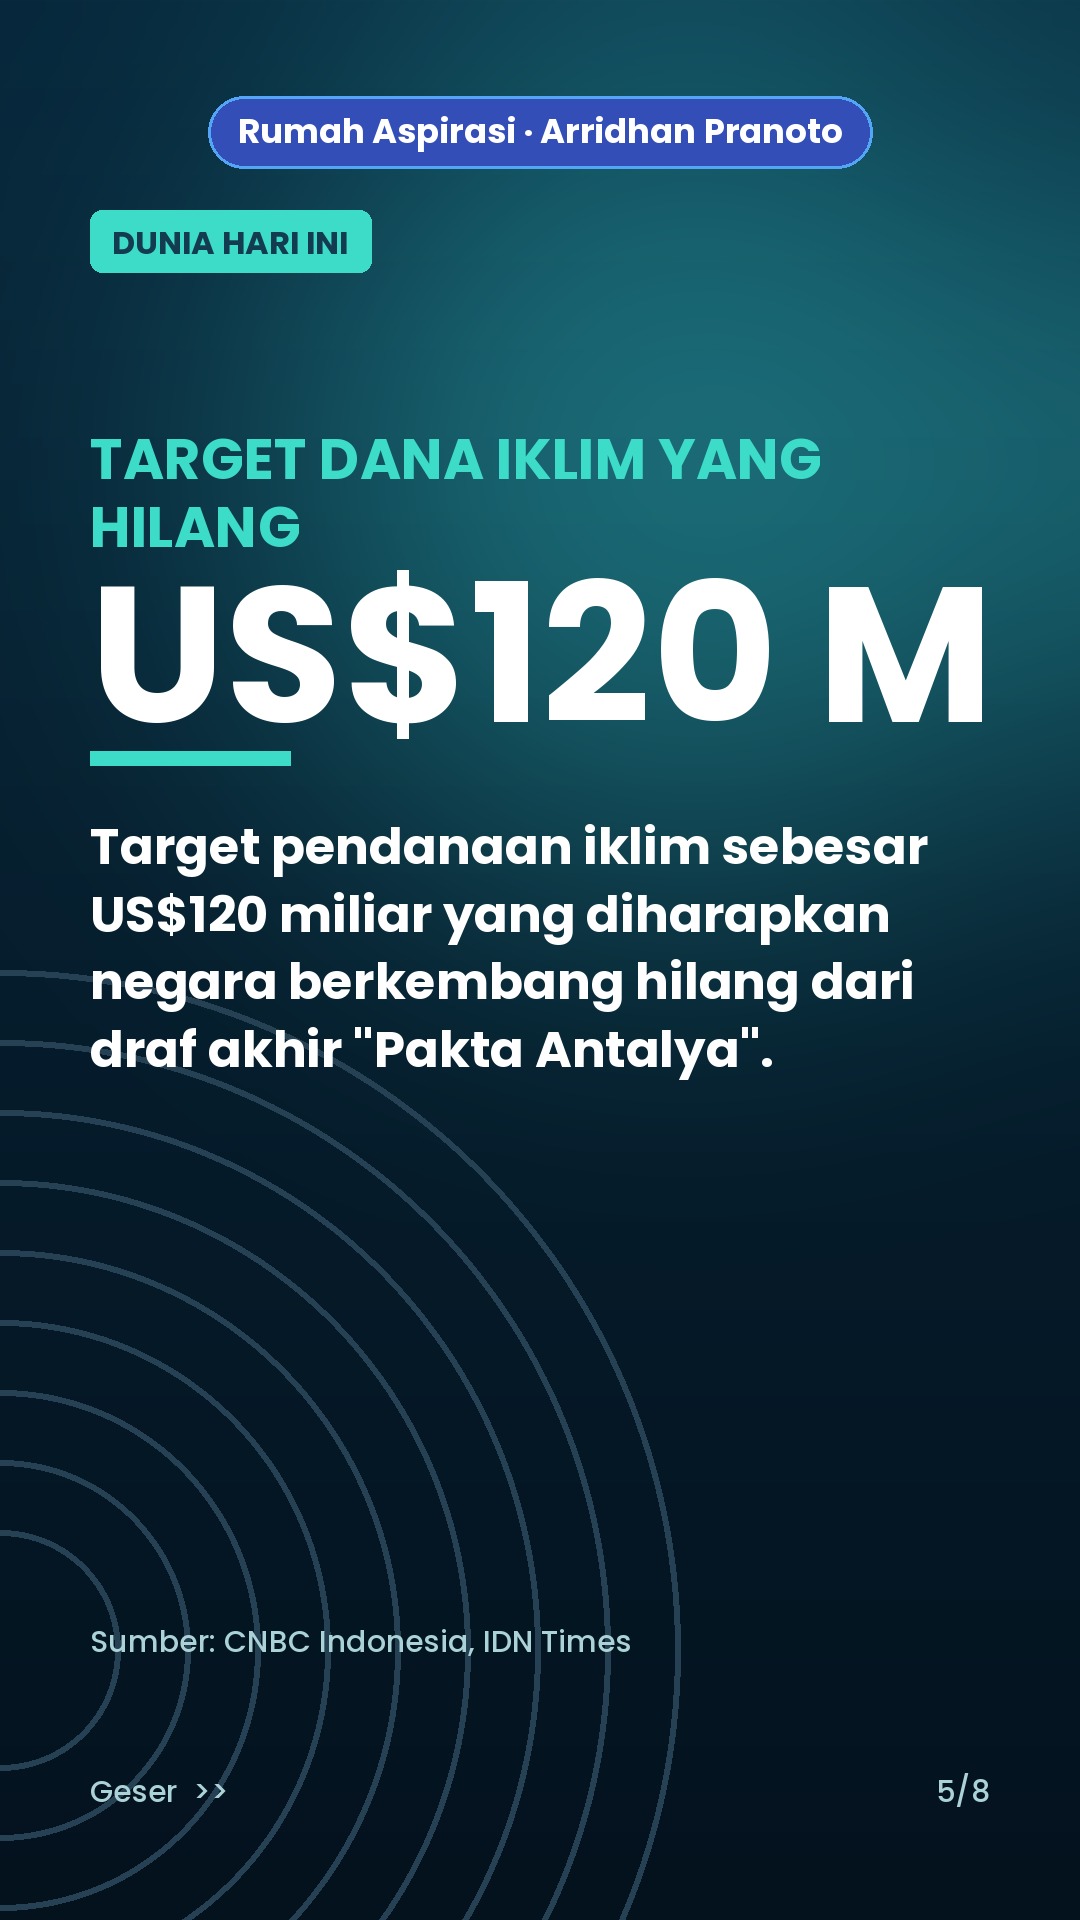 Rumah Aspirasi · Arridhan Pranoto
DUNIA HARI INI
TARGET DANA IKLIM YANG
HILANG
US$120 M
Target pendanaan iklim sebesar
US$120 miliar yang diharapkan
negara berkembang hilang dari
draf akhir "Pakta Antalya".
Sumber: CNBC Indonesia, IDN Times
Geser >>
5/8